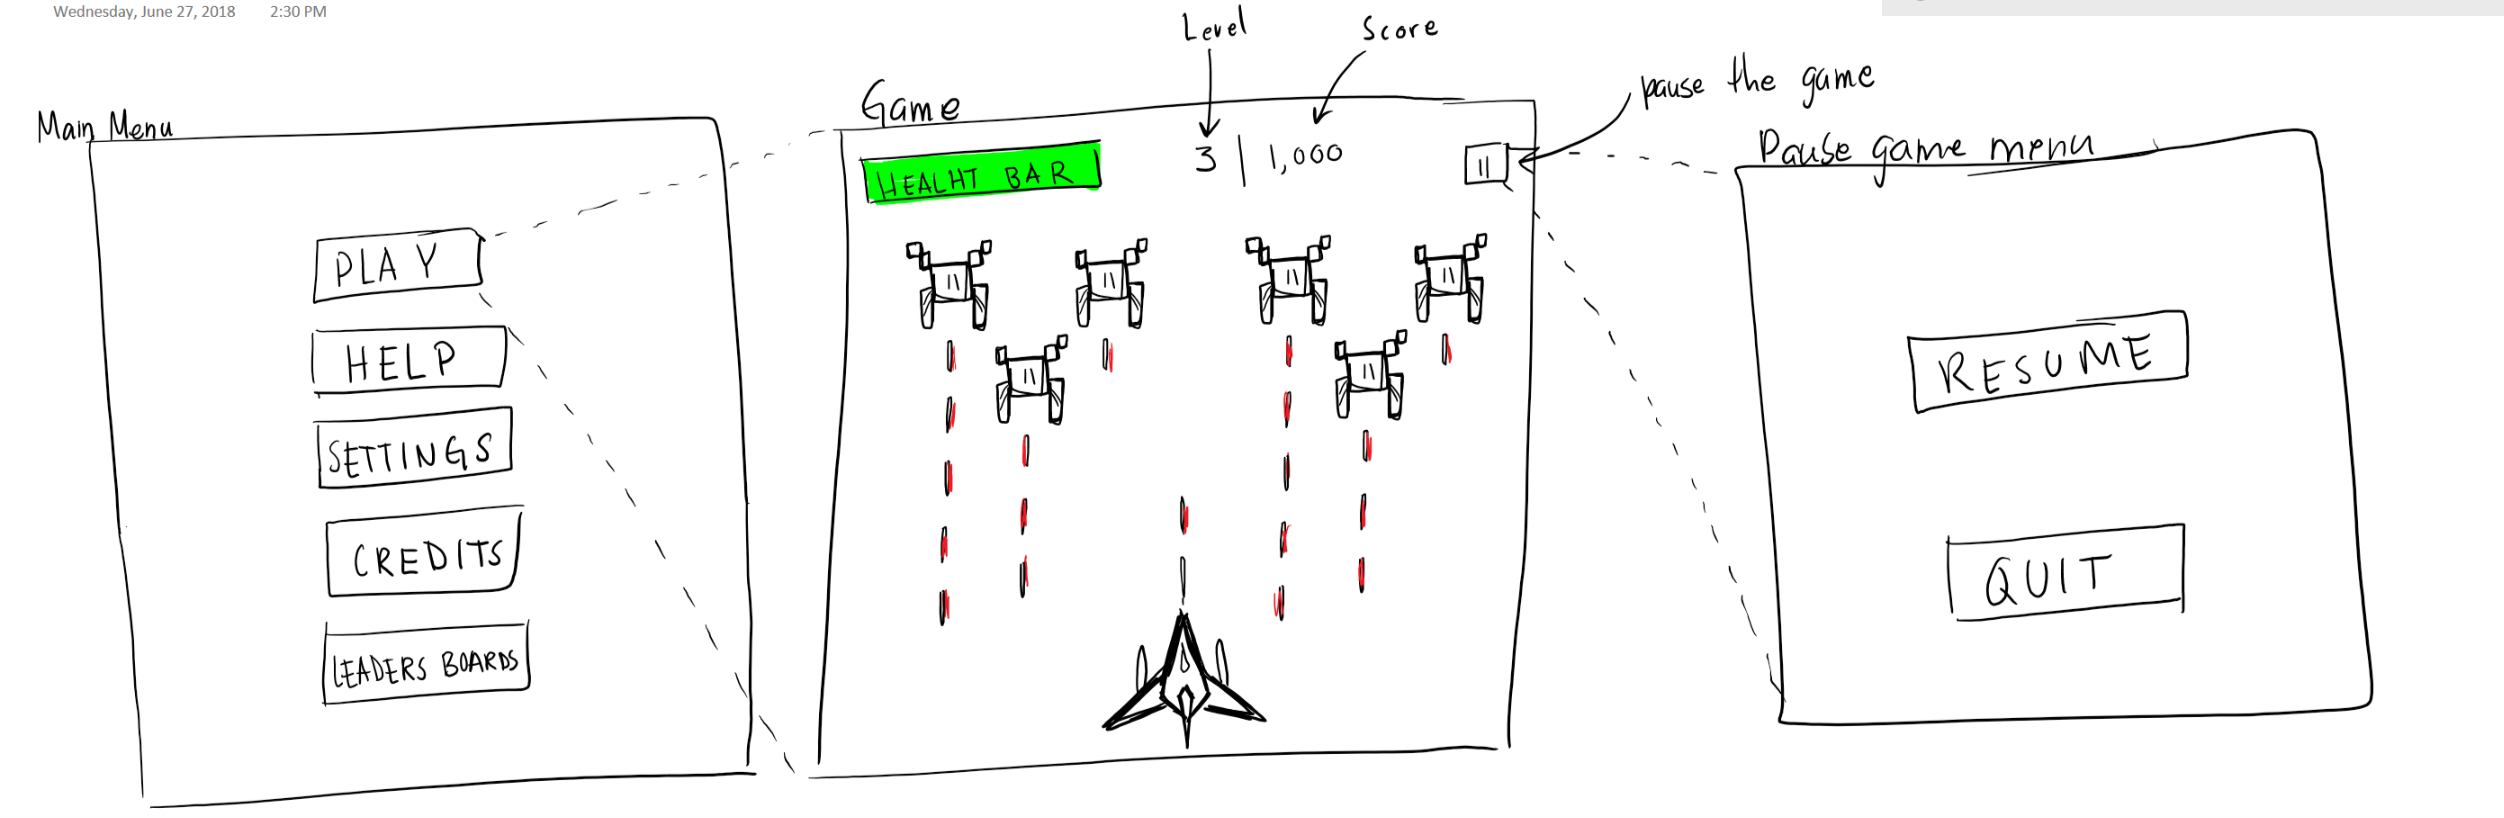 Wednesday, June 27, 2018 2:30 PM
Level
Score
pause the game
Main Menu
Game
Pause game menu
HEALHT BAR
3 | 1,000
PLAY
HELP
SETTINGS
CREDITS
LEADERS BOARDS
RESUME
QUIT